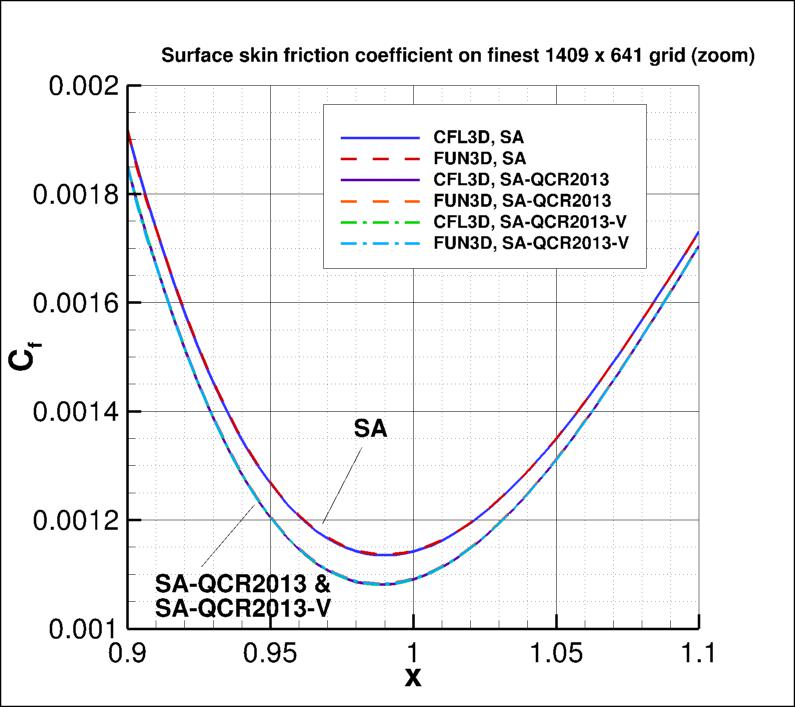 Surface skin friction coefficient on finest 1409 x 641 grid (zoom)
0.002
0.0018
0.0016
0.0014
0.0012
0.001
Cf
CFL3D, SA
FUN3D, SA
CFL3D, SA-QCR2013
FUN3D, SA-QCR2013
CFL3D, SA-QCR2013-V
FUN3D, SA-QCR2013-V
SA
SA-QCR2013 &
SA-QCR2013-V
0.9 0.95 1 1.05 1.1
x